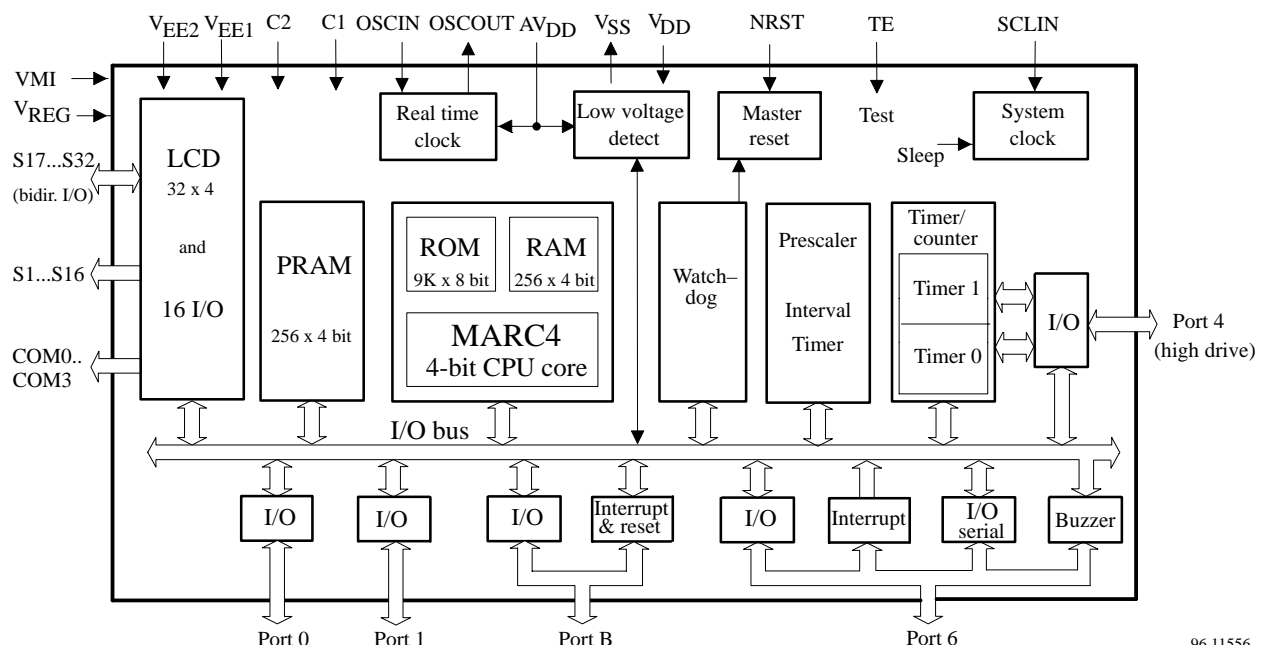 VEE2 VEE1 C2 C1 OSCIN OSCOUT AVDD VSS VDD NRST TE SCLIN
VMI
VREG
Real time
clock
Low voltage
detect
Master
reset
Test
System
clock
Sleep
S17...S32
(bidir. I/O)
LCD
32 x 4
and
16 I/O
S1...S16
COM0..
COM3
PRAM
256 x 4 bit
ROM
9K x 8 bit
RAM
256 x 4 bit
MARC4
4-bit CPU core
Watch–
dog
Prescaler
Interval
Timer
Timer/
counter
Timer 1
Timer 0
I/O
Port 4
(high drive)
I/O bus
I/O
I/O
I/O
Interrupt
& reset
I/O
Interrupt
I/O
serial
Buzzer
Port 0 Port 1 Port B Port 6
96 11556